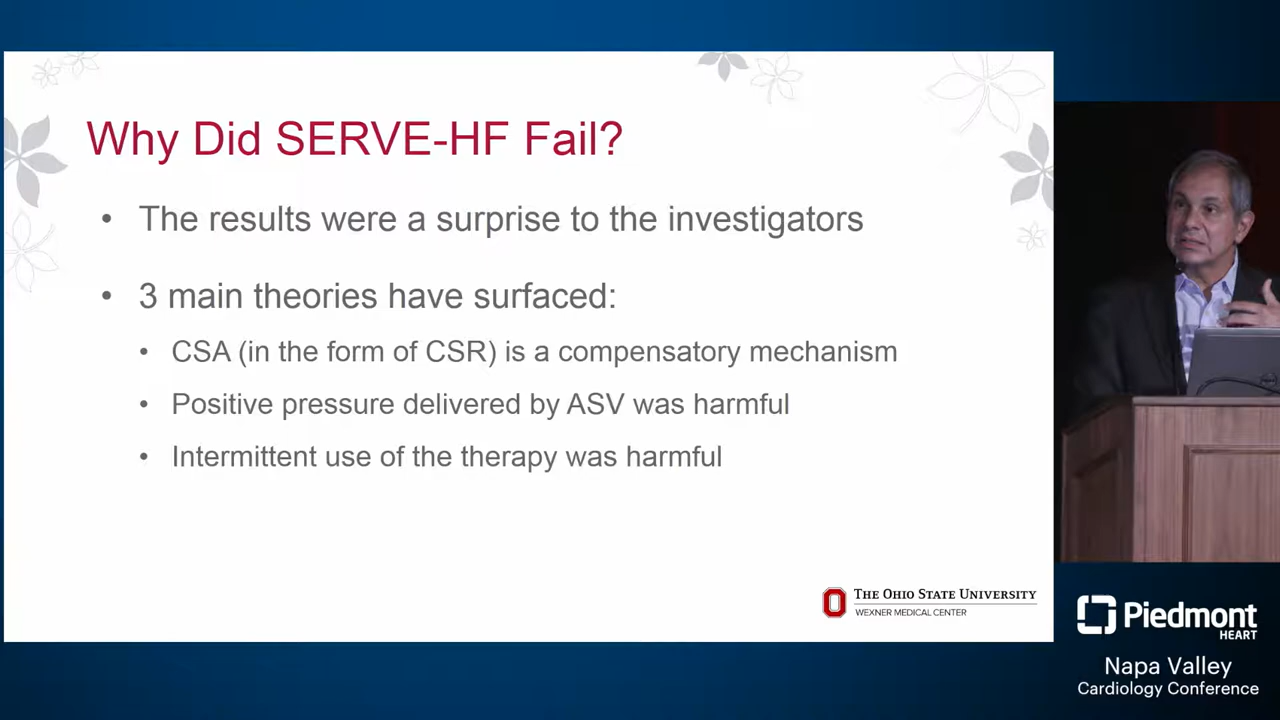 Why Did SERVE-HF Fail?
• The results were a surprise to the investigators
• 3 main theories have surfaced:
• CSA (in the form of CSR) is a compensatory mechanism
• Positive pressure delivered by ASV was harmful
• Intermittent use of the therapy was harmful
THE OHIO STATE UNIVERSITY
WEXNER MEDICAL CENTER
Piedmont
HEART
Napa Valley
Cardiology Conference